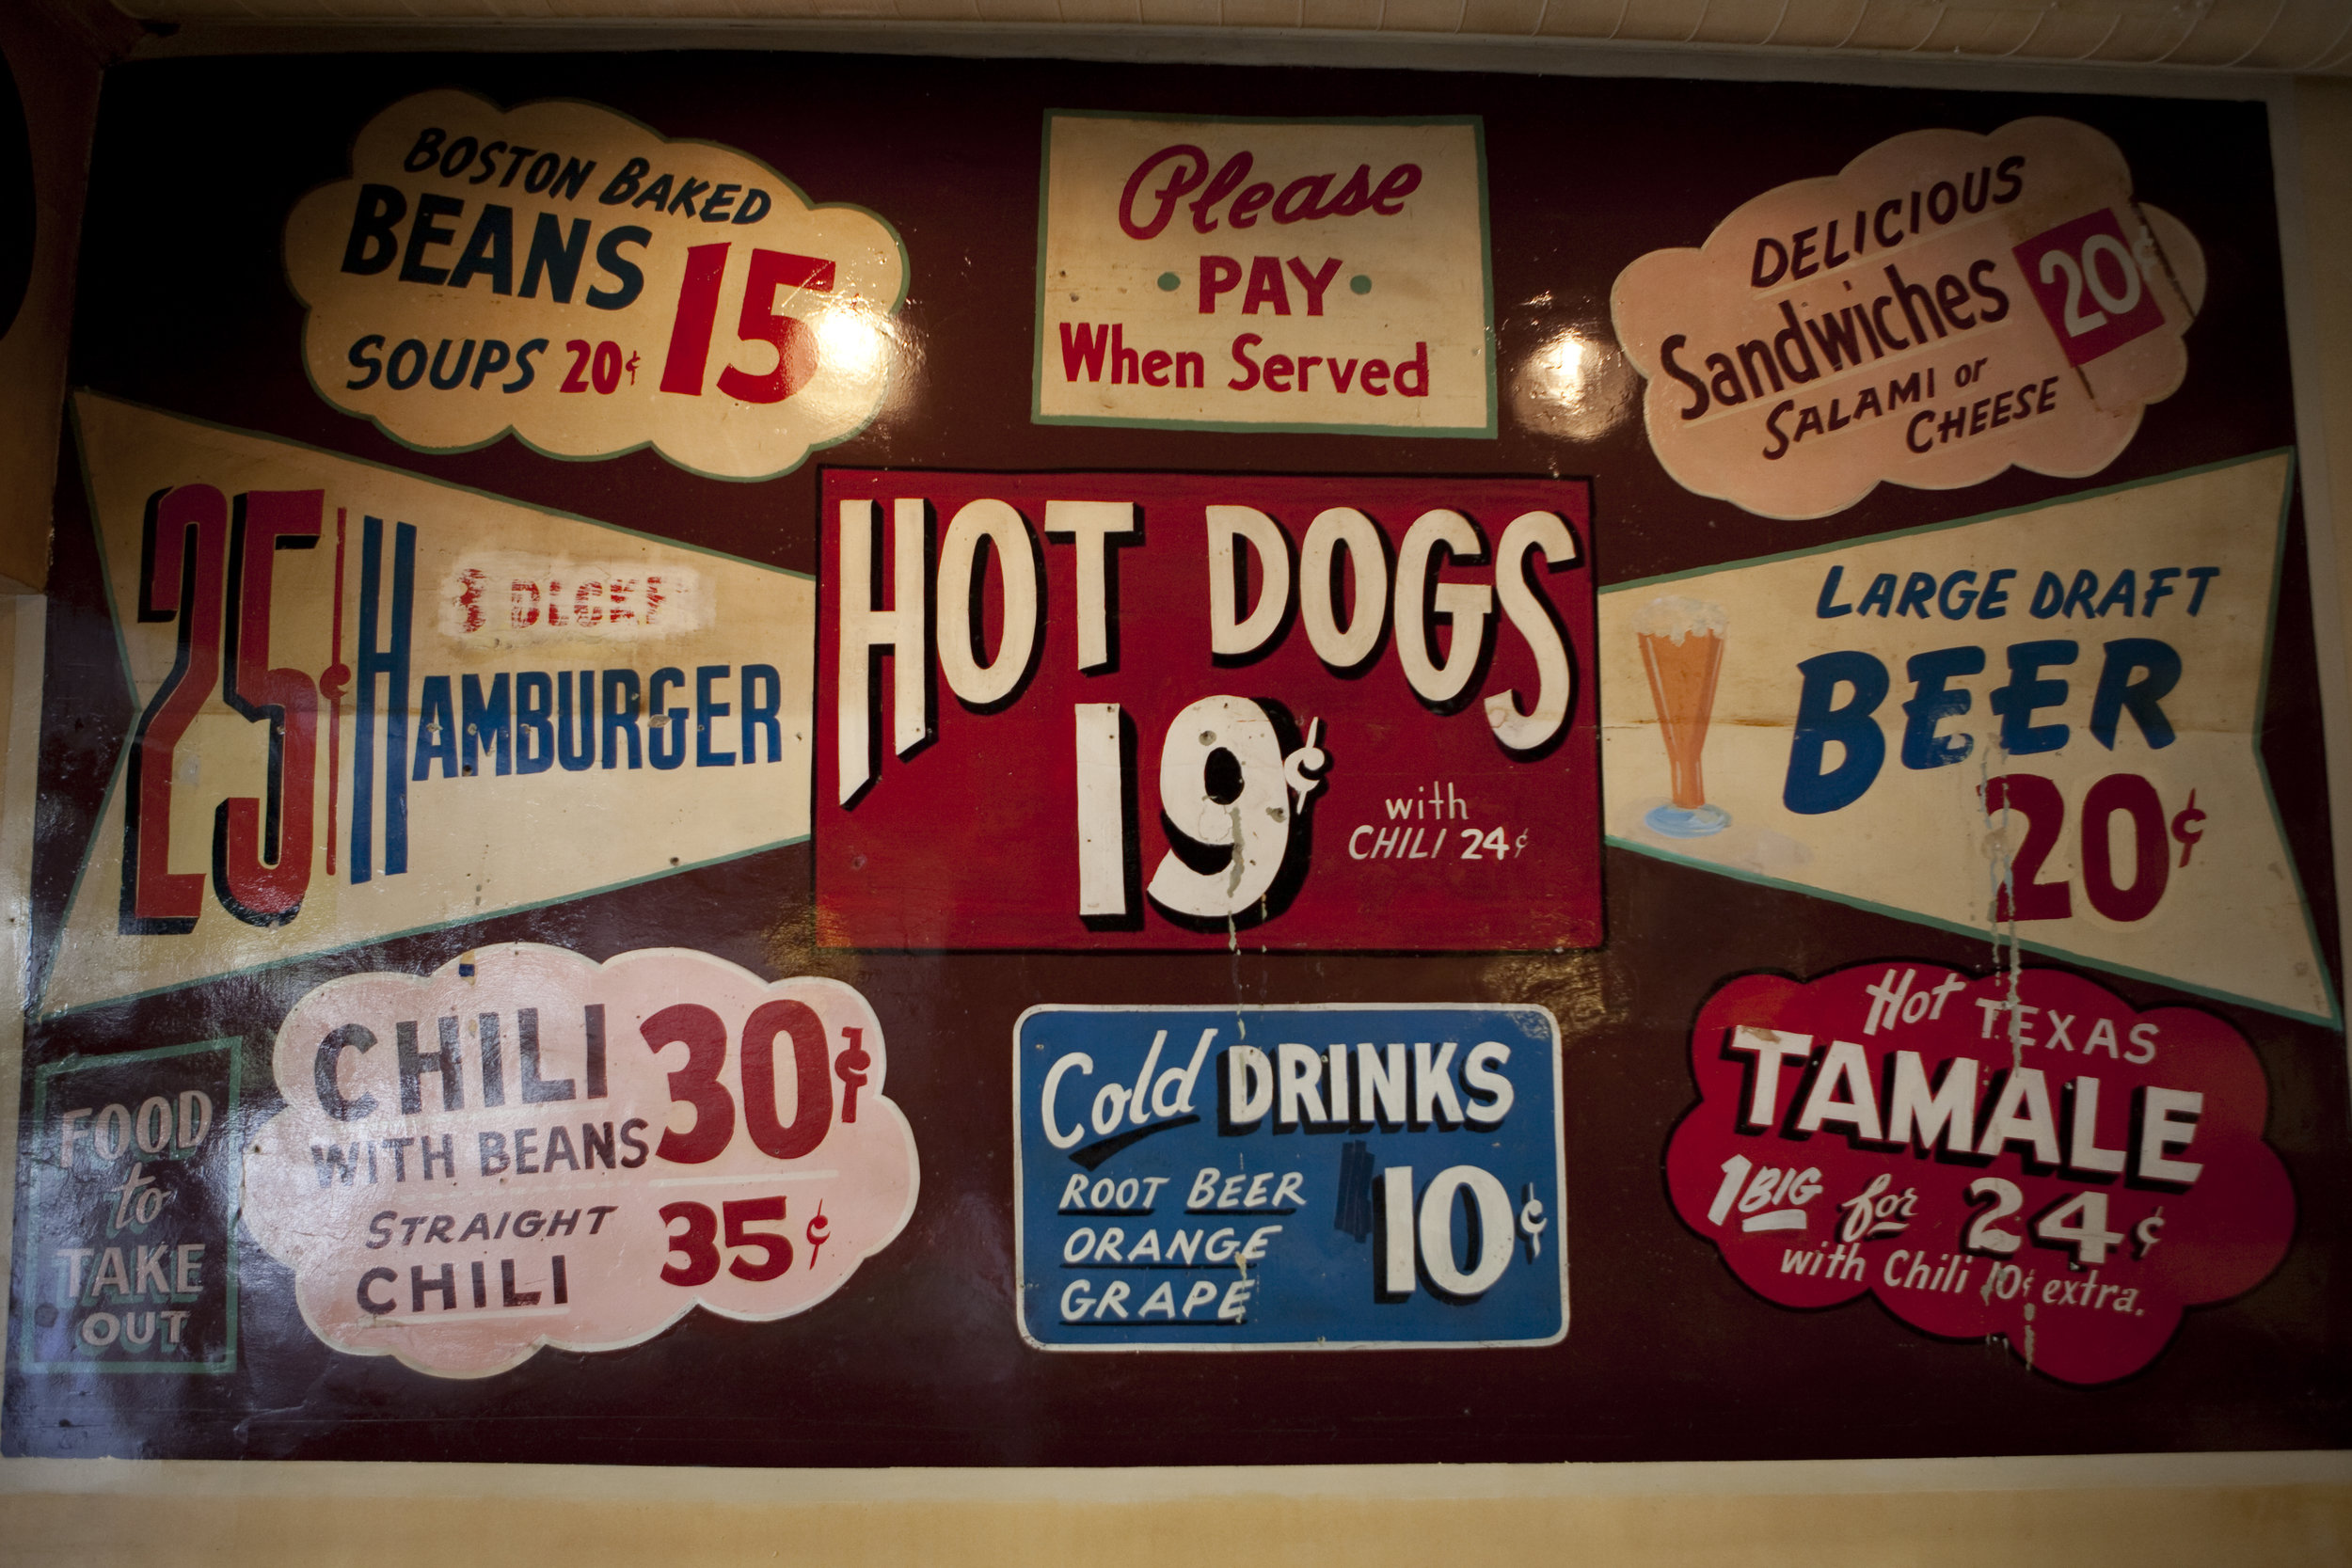 BOSTON BAKED
BEANS 15¢
SOUPS 20¢
Please
PAY
When Served
DELICIOUS
Sandwiches 20¢
SALAMI or
CHEESE
25¢ HAMBURGER
HOT DOGS
19¢
with
CHILI 24¢
LARGE DRAFT
BEER
20¢
FOOD
to
TAKE
OUT
CHILI 30¢
WITH BEANS
STRAIGHT
CHILI 35¢
Cold DRINKS
ROOT BEER
ORANGE 10¢
GRAPE
Hot TEXAS
TAMALE
1 BIG for 24¢
with Chili 10¢ extra.